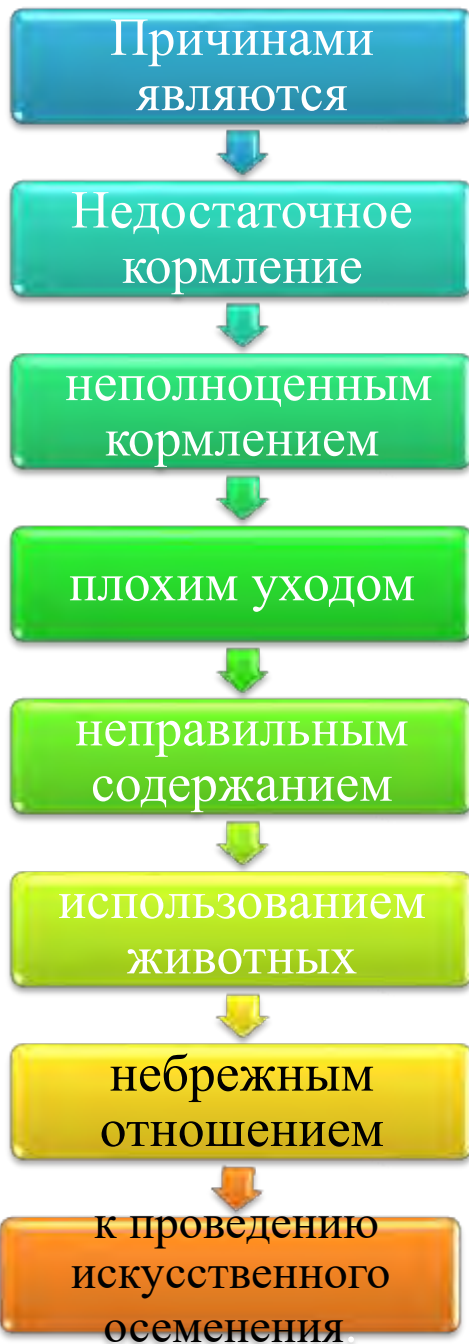 Причинами
являются
Недостаточное
кормление
неполноценным
кормлением
плохим уходом
неправильным
содержанием
использованием
животных
небрежным
отношением
к проведению
искусственного
осеменения.